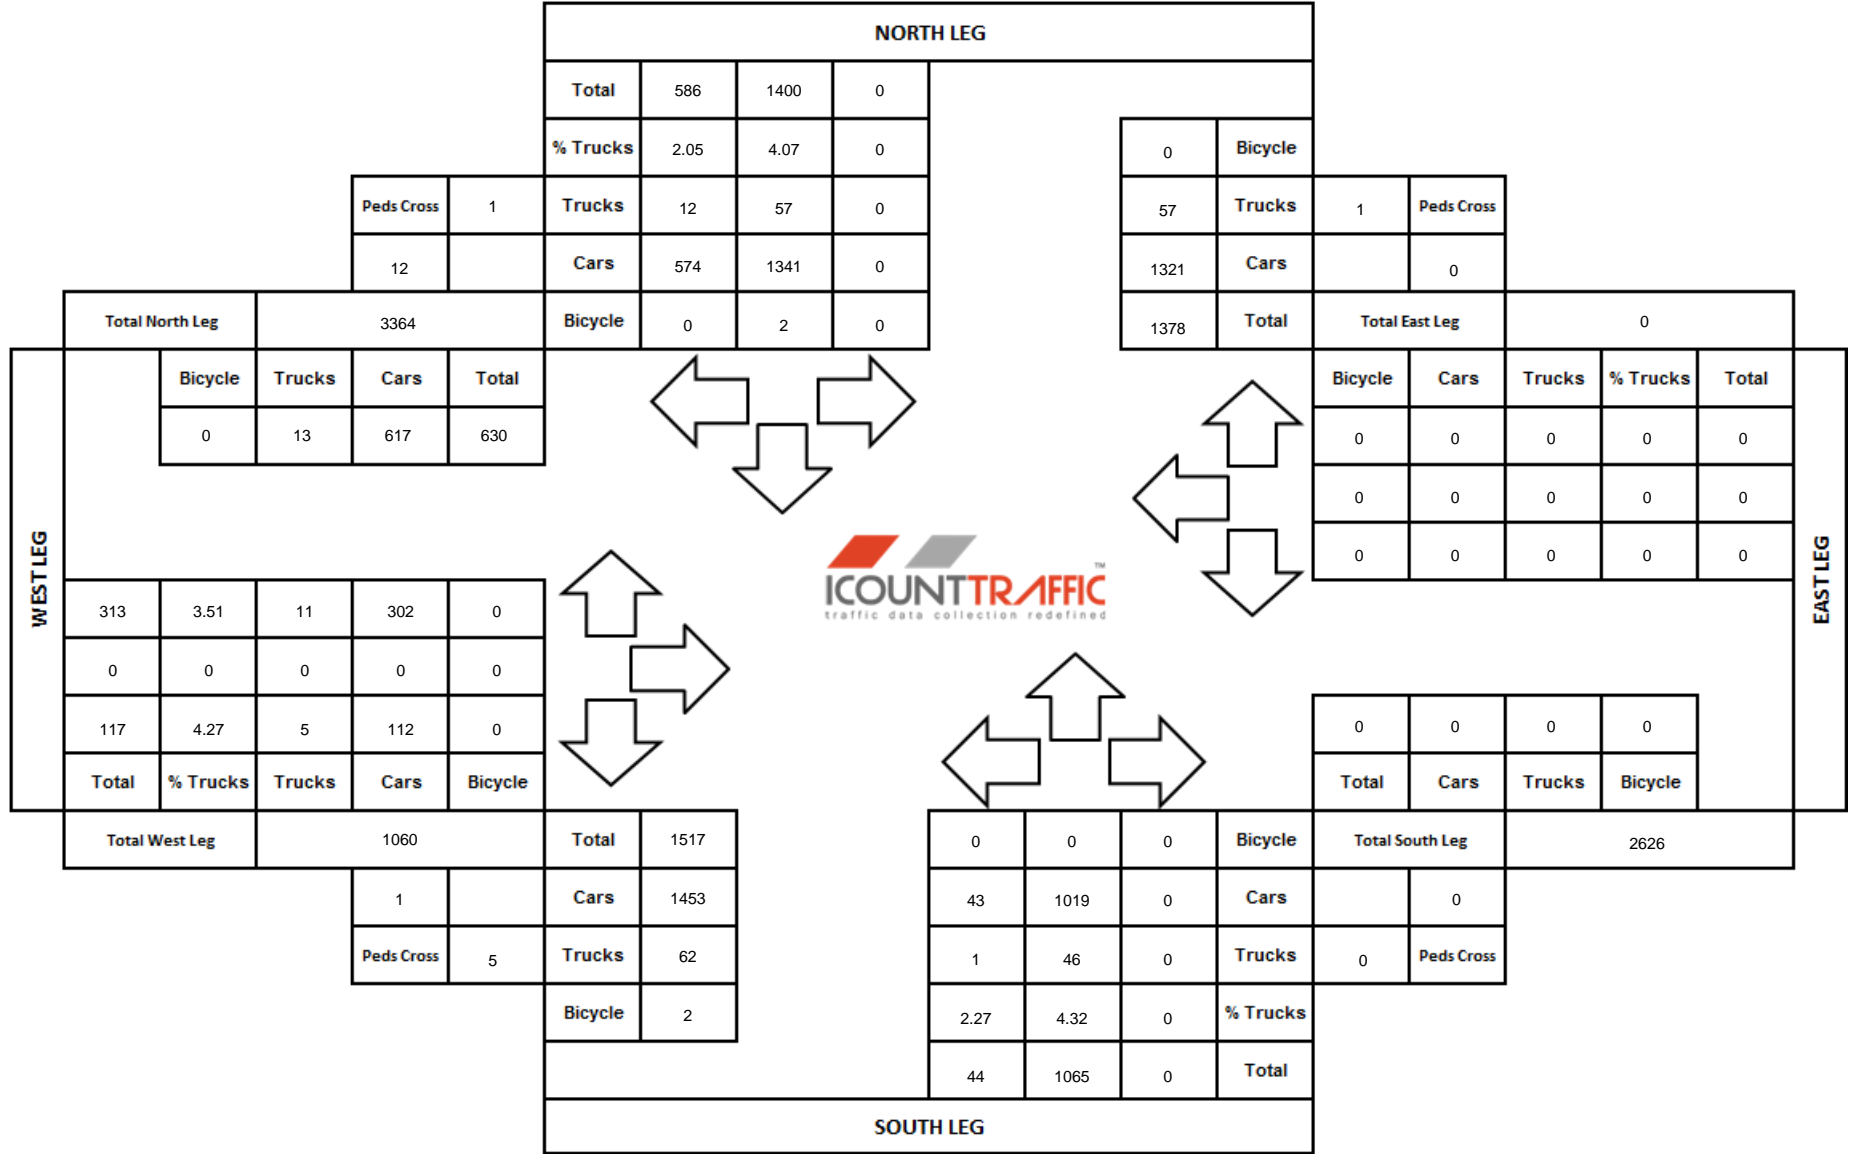 NORTH LEG
Total 586 1400 0
% Trucks 2.05 4.07 0 0 Bicycle
Peds Cross 1 Trucks 12 57 0 57 Trucks 1 Peds Cross
12 Cars 574 1341 0 1321 Cars 0
Total North Leg 3364 Bicycle 0 2 0 1378 Total Total East Leg 0
Bicycle Trucks Cars Total Bicycle Cars Trucks % Trucks Total
0 13 617 630 0 0 0 0 0
0 0 0 0 0
0 0 0 0 0
WEST LEG
EAST LEG
ICOUNTTRAFFIC™
traffic data collection redefined
313 3.51 11 302 0
0 0 0 0 0
117 4.27 5 112 0 0 0 0 0
Total % Trucks Trucks Cars Bicycle Total Cars Trucks Bicycle
Total West Leg 1060 Total 1517 0 0 0 Bicycle Total South Leg 2626
1 Cars 1453 43 1019 0 Cars 0
Peds Cross 5 Trucks 62 1 46 0 Trucks 0 Peds Cross
Bicycle 2 2.27 4.32 0 % Trucks
44 1065 0 Total
SOUTH LEG